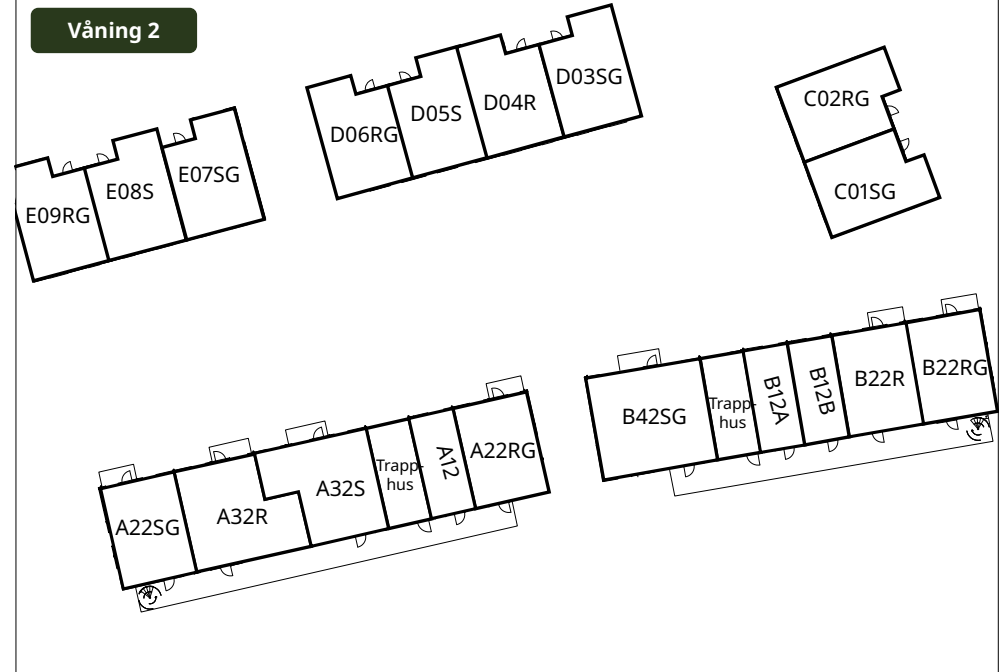 Våning 2
D03SG
D04R
D05S
D06RG
C02RG
C01SG
E07SG
E08S
E09RG
B42SG
Trapp-
hus
B12A
B12B
B22R
B22RG
A22SG
A32R
A32S
Trapp-
hus
A12
A22RG